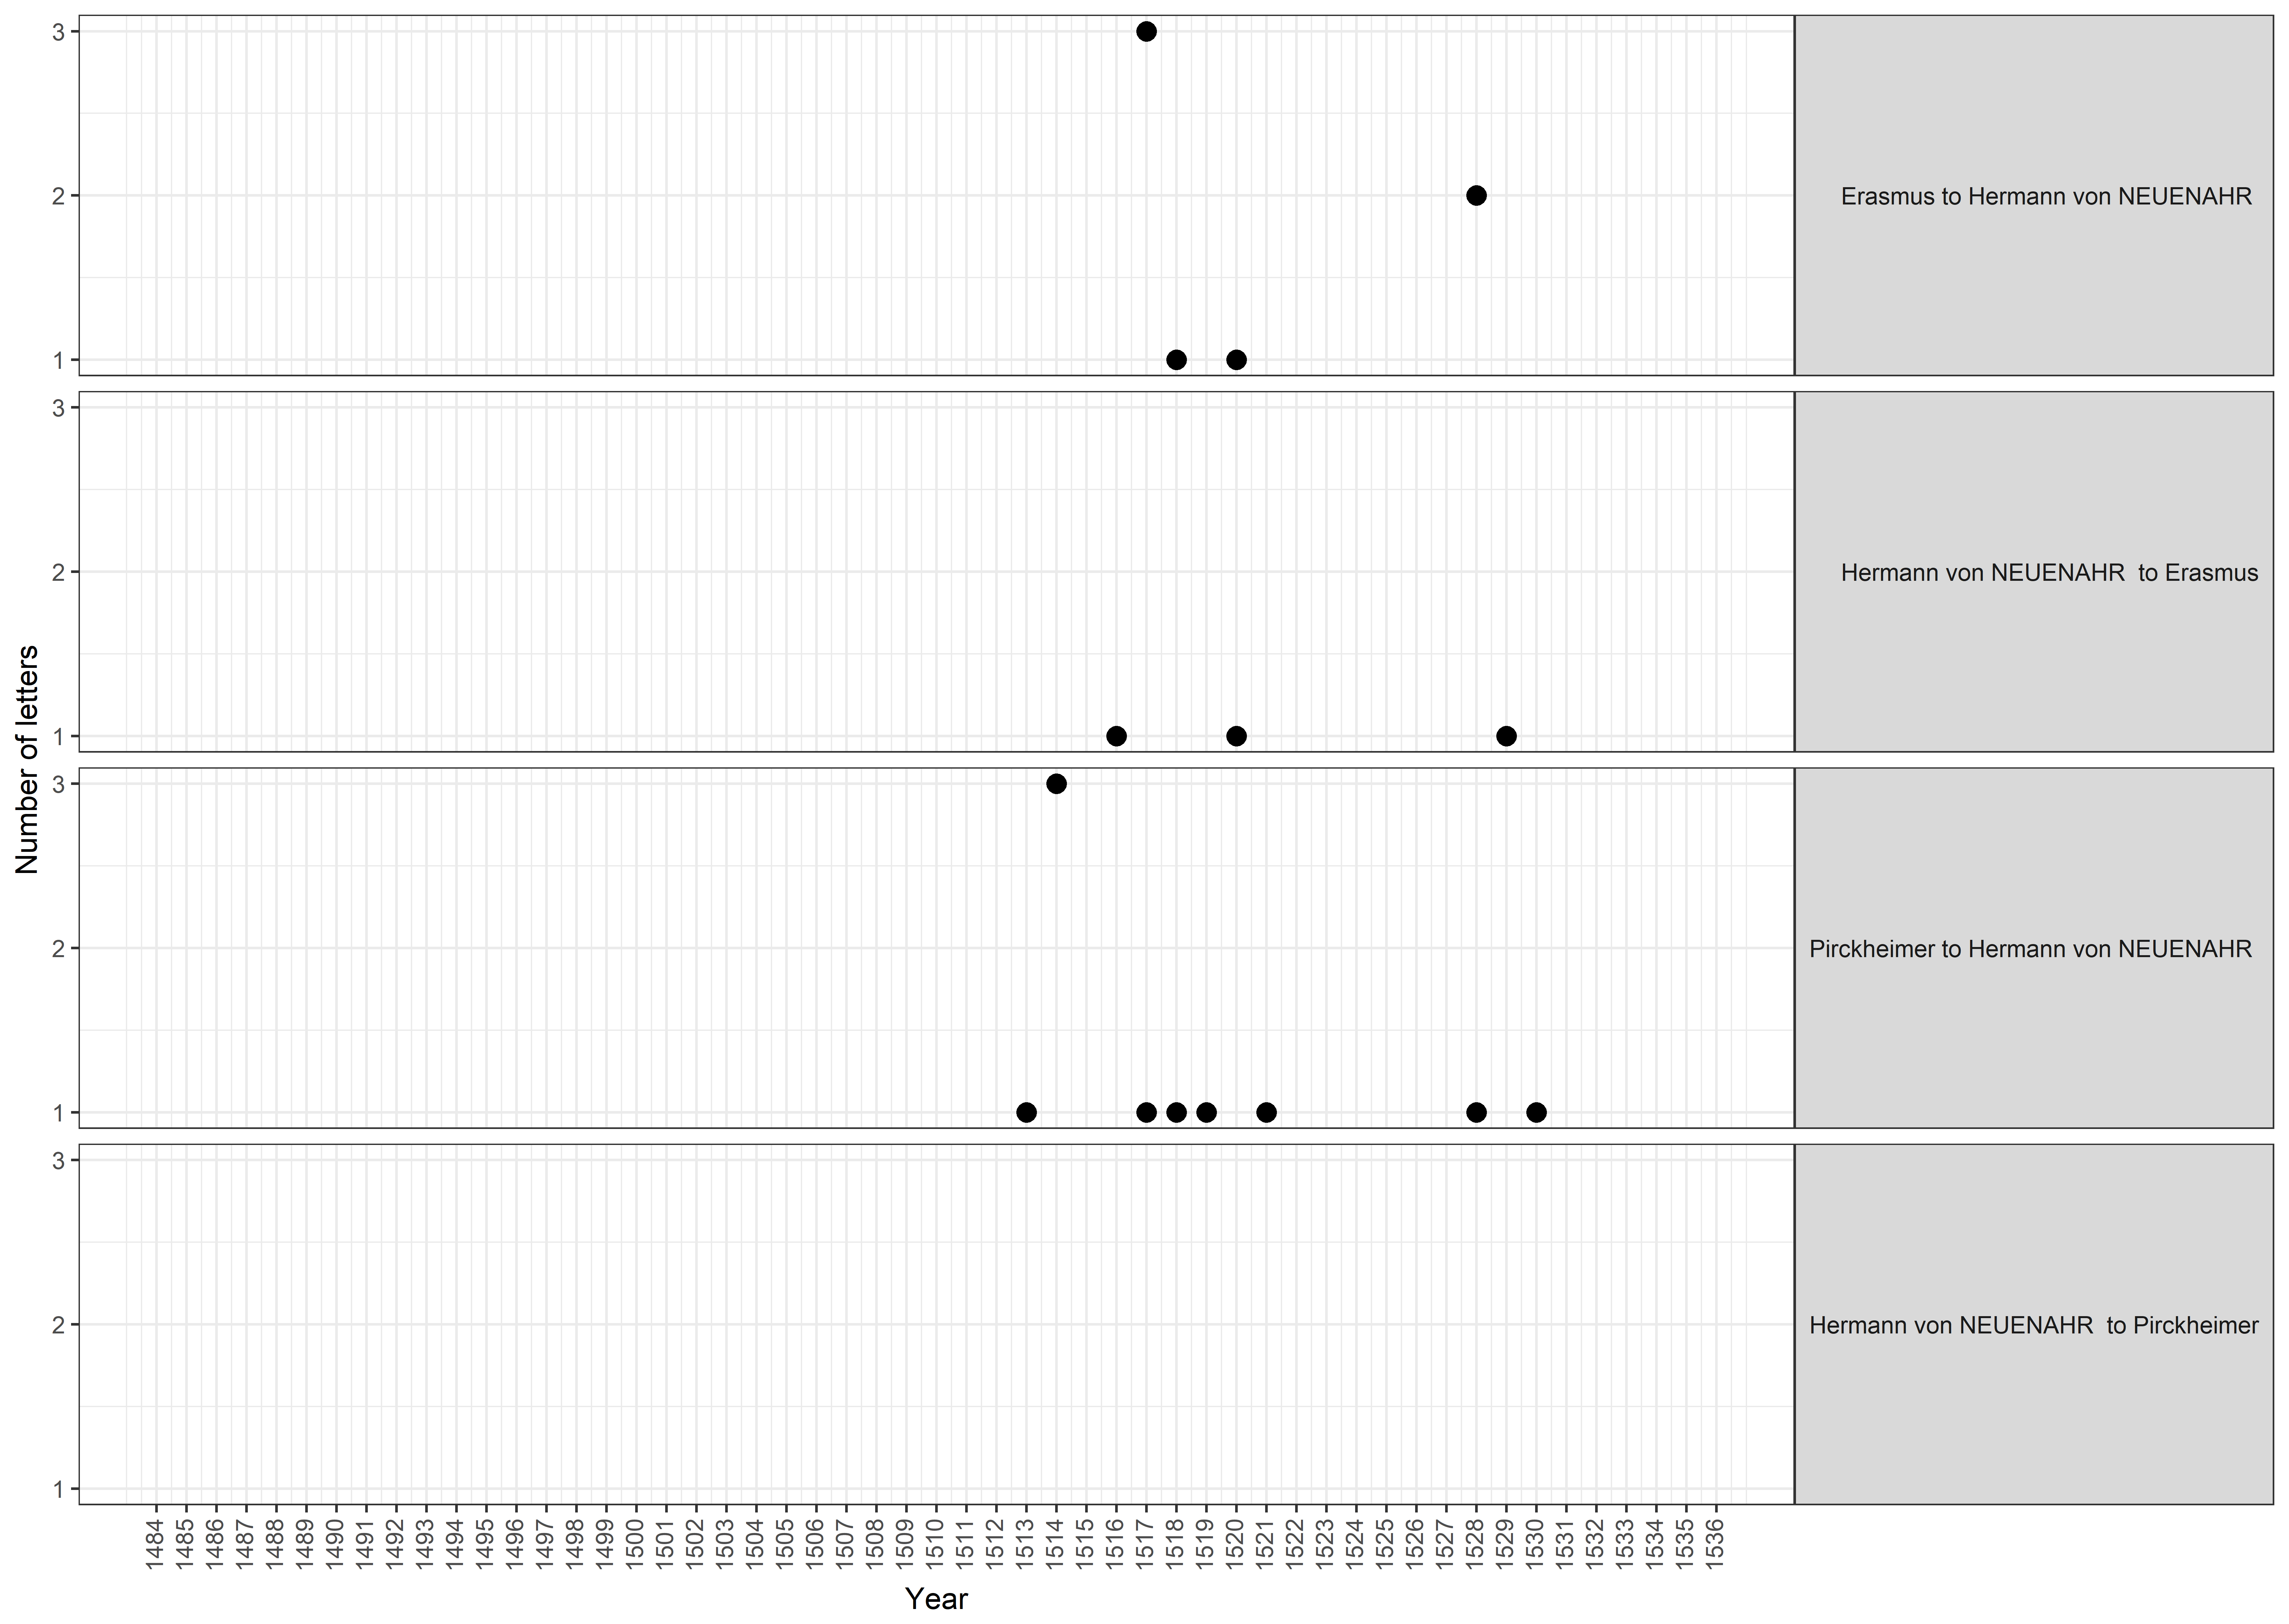 3
2
1
Erasmus to Hermann von NEUENAHR
3
2
1
Hermann von NEUENAHR  to Erasmus
3
2
1
Pirckheimer to Hermann von NEUENAHR
3
2
1
Hermann von NEUENAHR  to Pirckheimer
Number of letters
1484 1485 1486 1487 1488 1489 1490 1491 1492 1493 1494 1495 1496 1497 1498 1499 1500 1501 1502 1503 1504 1505 1506 1507 1508 1509 1510 1511 1512 1513 1514 1515 1516 1517 1518 1519 1520 1521 1522 1523 1524 1525 1526 1527 1528 1529 1530 1531 1532 1533 1534 1535 1536
Year